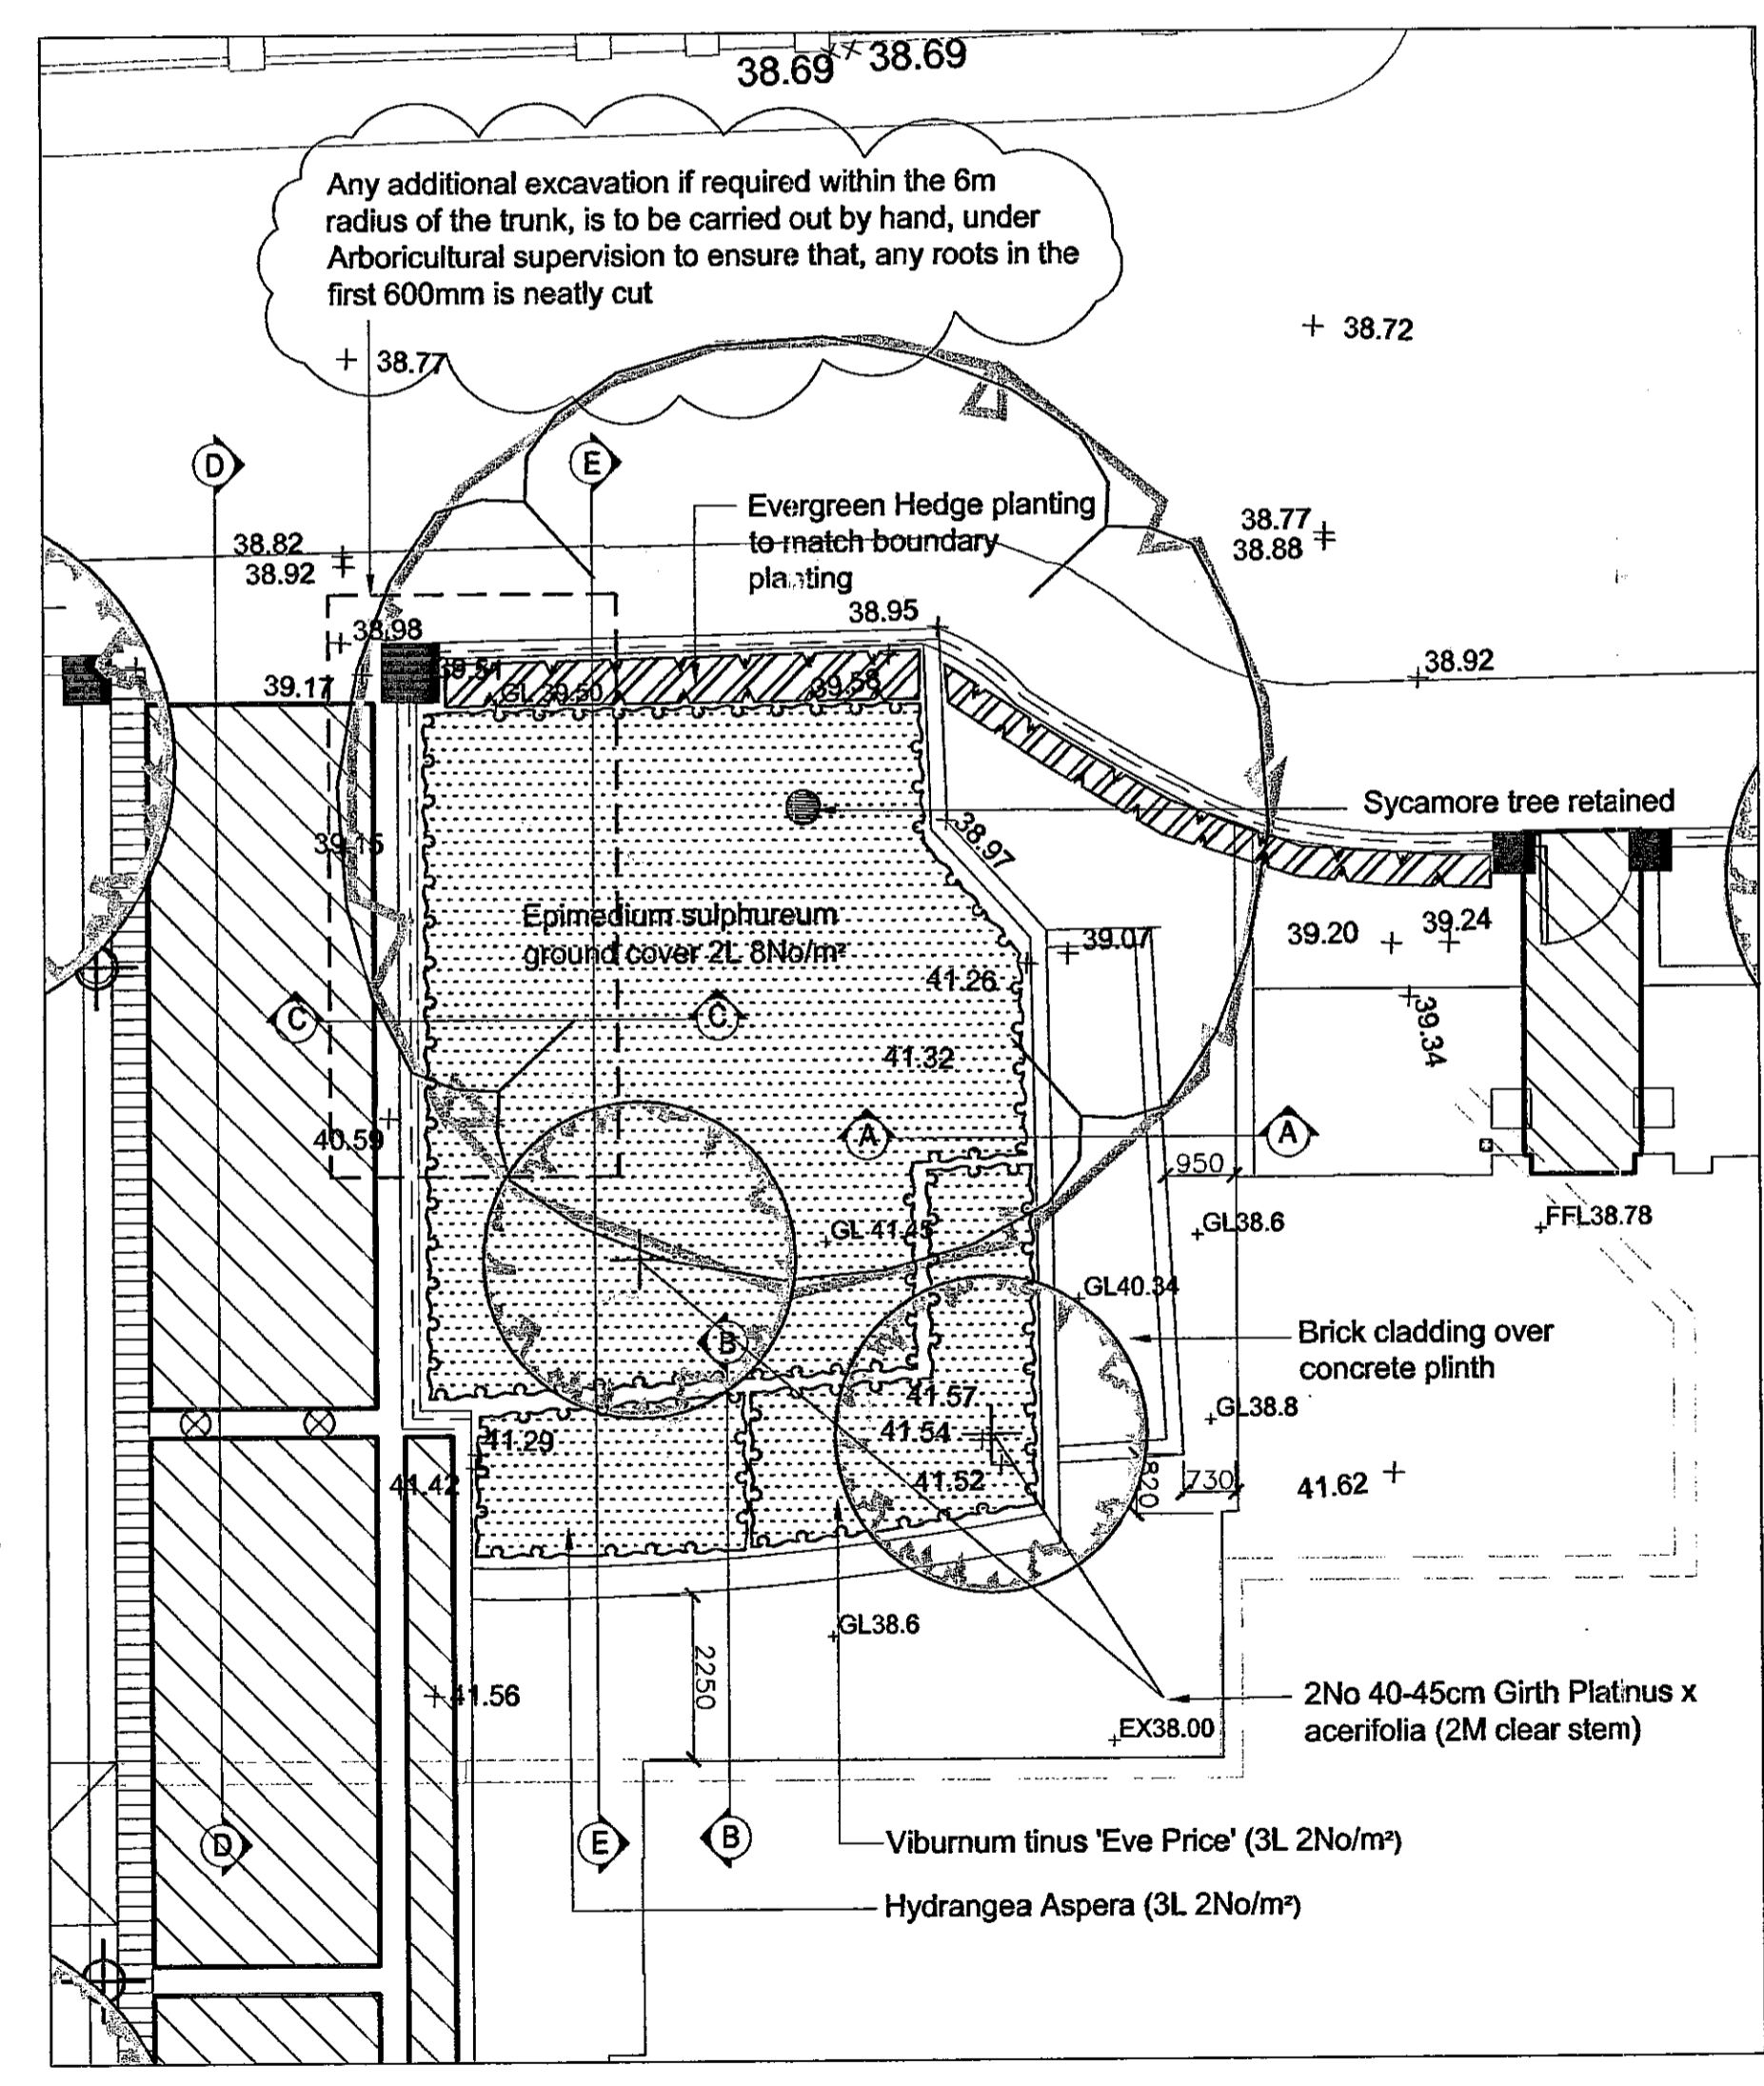 38.69 38.69
Any additional excavation if required within the 6m
radius of the trunk, is to be carried out by hand, under
Arboricultural supervision to ensure that, any roots in the
first 600mm is neatly cut
38.72
38.77
D
E
Evergreen Hedge planting
to match boundary
planting
38.77
38.88
38.82
38.92
38.95
38.98
38.92
39.17
39.51
GL 39.50
39.58
Sycamore tree retained
38.97
39.15
Epimedium sulphureum
ground cover 2L 8No/m²
39.07
39.20
39.24
41.26
39.34
C
C
41.32
A
A
40.59
950
GL 41.45
GL38.6
FFL38.78
GL40.34
B
Brick cladding over
concrete plinth
41.57
GL38.8
41.54
41.29
41.52
41.42
820
730
41.62
GL38.6
2250
41.56
2No 40-45cm Girth Platinus x
acerifolia (2M clear stem)
EX38.00
D
E
B
Viburnum tinus 'Eve Price' (3L 2No/m²)
Hydrangea Aspera (3L 2No/m²)